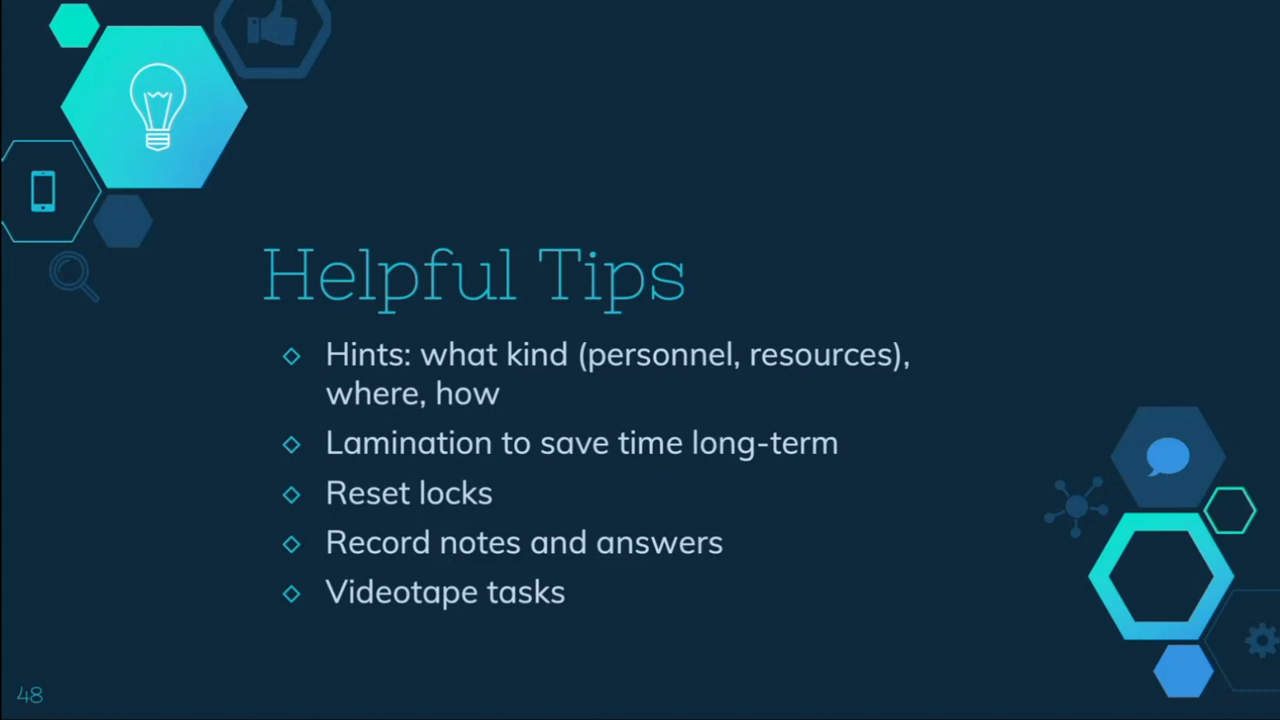 Helpful Tips
Hints: what kind (personnel, resources),
where, how
Lamination to save time long-term
Reset locks
Record notes and answers
Videotape tasks
48